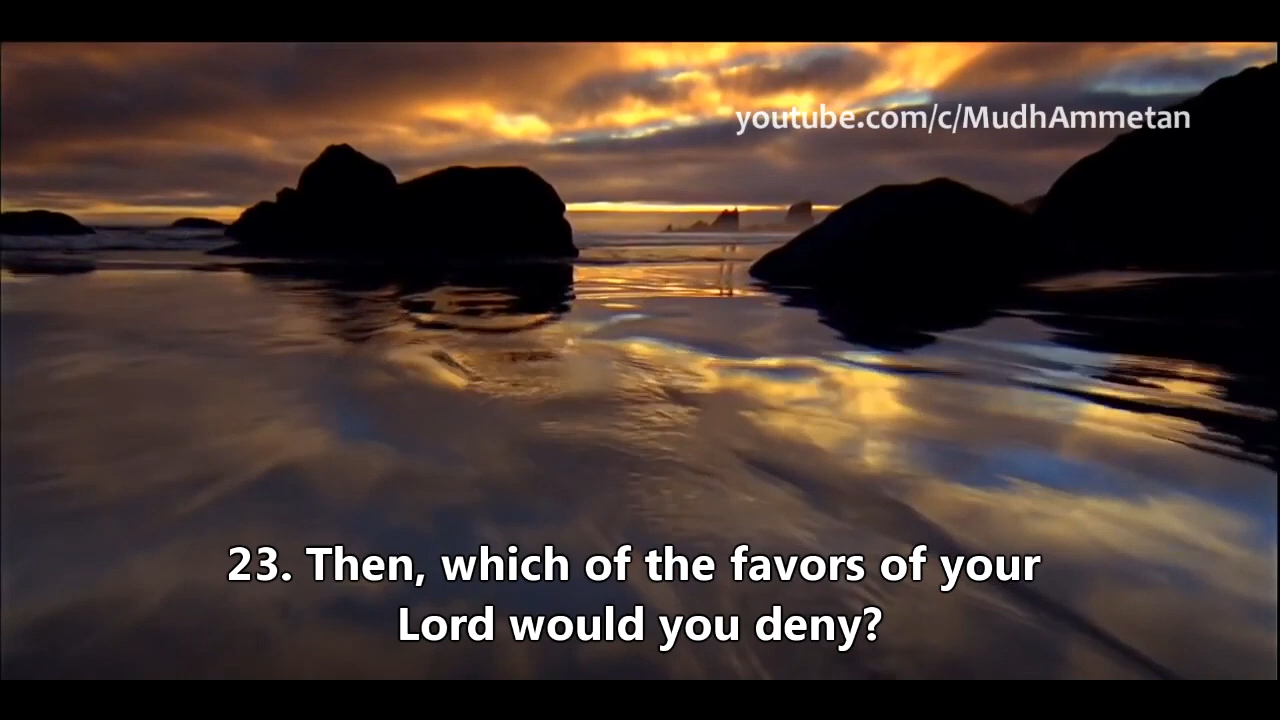 youtube.com/c/MudhAmmetan
23. Then, which of the favors of your
Lord would you deny?